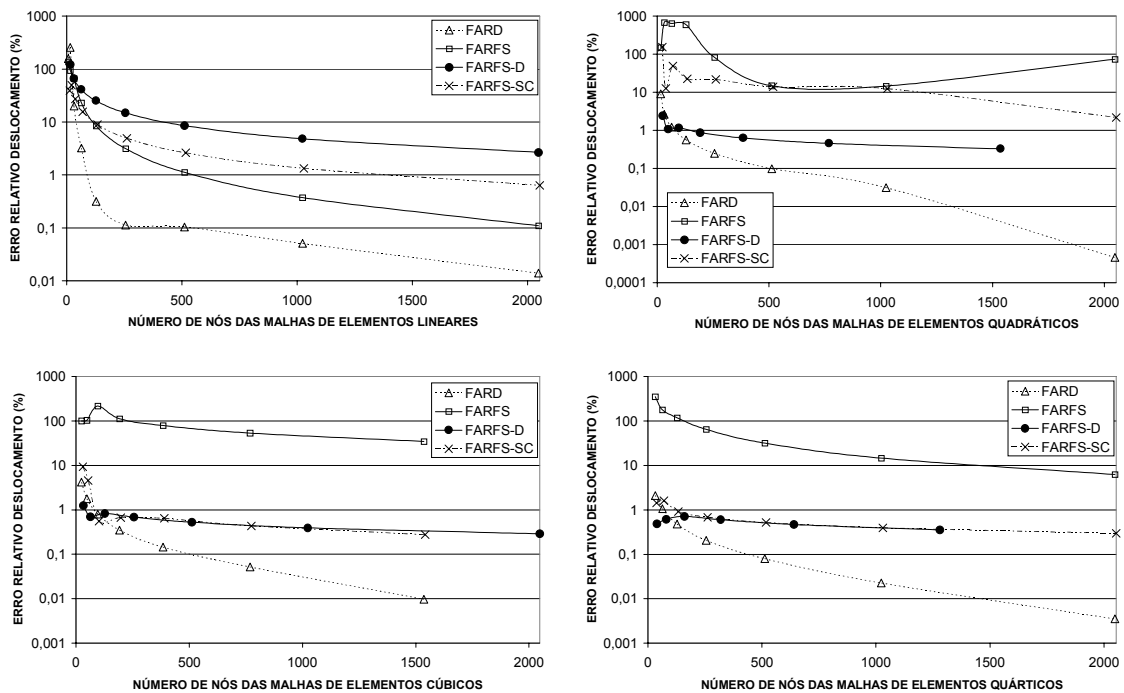 ERRO RELATIVO DESLOCAMENTO (%)
1000
100
10
1
0,1
0,01
0
500
1000
1500
2000
NÚMERO DE NÓS DAS MALHAS DE ELEMENTOS LINEARES
FARD
FARFS
FARFS-D
FARFS-SC
ERRO RELATIVO DESLOCAMENTO (%)
1000
100
10
1
0,1
0,01
0,001
0,0001
0
500
1000
1500
2000
NÚMERO DE NÓS DAS MALHAS DE ELEMENTOS QUADRÁTICOS
FARD
FARFS
FARFS-D
FARFS-SC
ERRO RELATIVO DESLOCAMENTO (%)
1000
100
10
1
0,1
0,01
0,001
0
500
1000
1500
2000
NÚMERO DE NÓS DAS MALHAS DE ELEMENTOS CÚBICOS
FARD
FARFS
FARFS-D
FARFS-SC
ERRO RELATIVO DESLOCAMENTO (%)
1000
100
10
1
0,1
0,01
0,001
0
500
1000
1500
2000
NÚMERO DE NÓS DAS MALHAS DE ELEMENTOS QUÁRTICOS
FARD
FARFS
FARFS-D
FARFS-SC